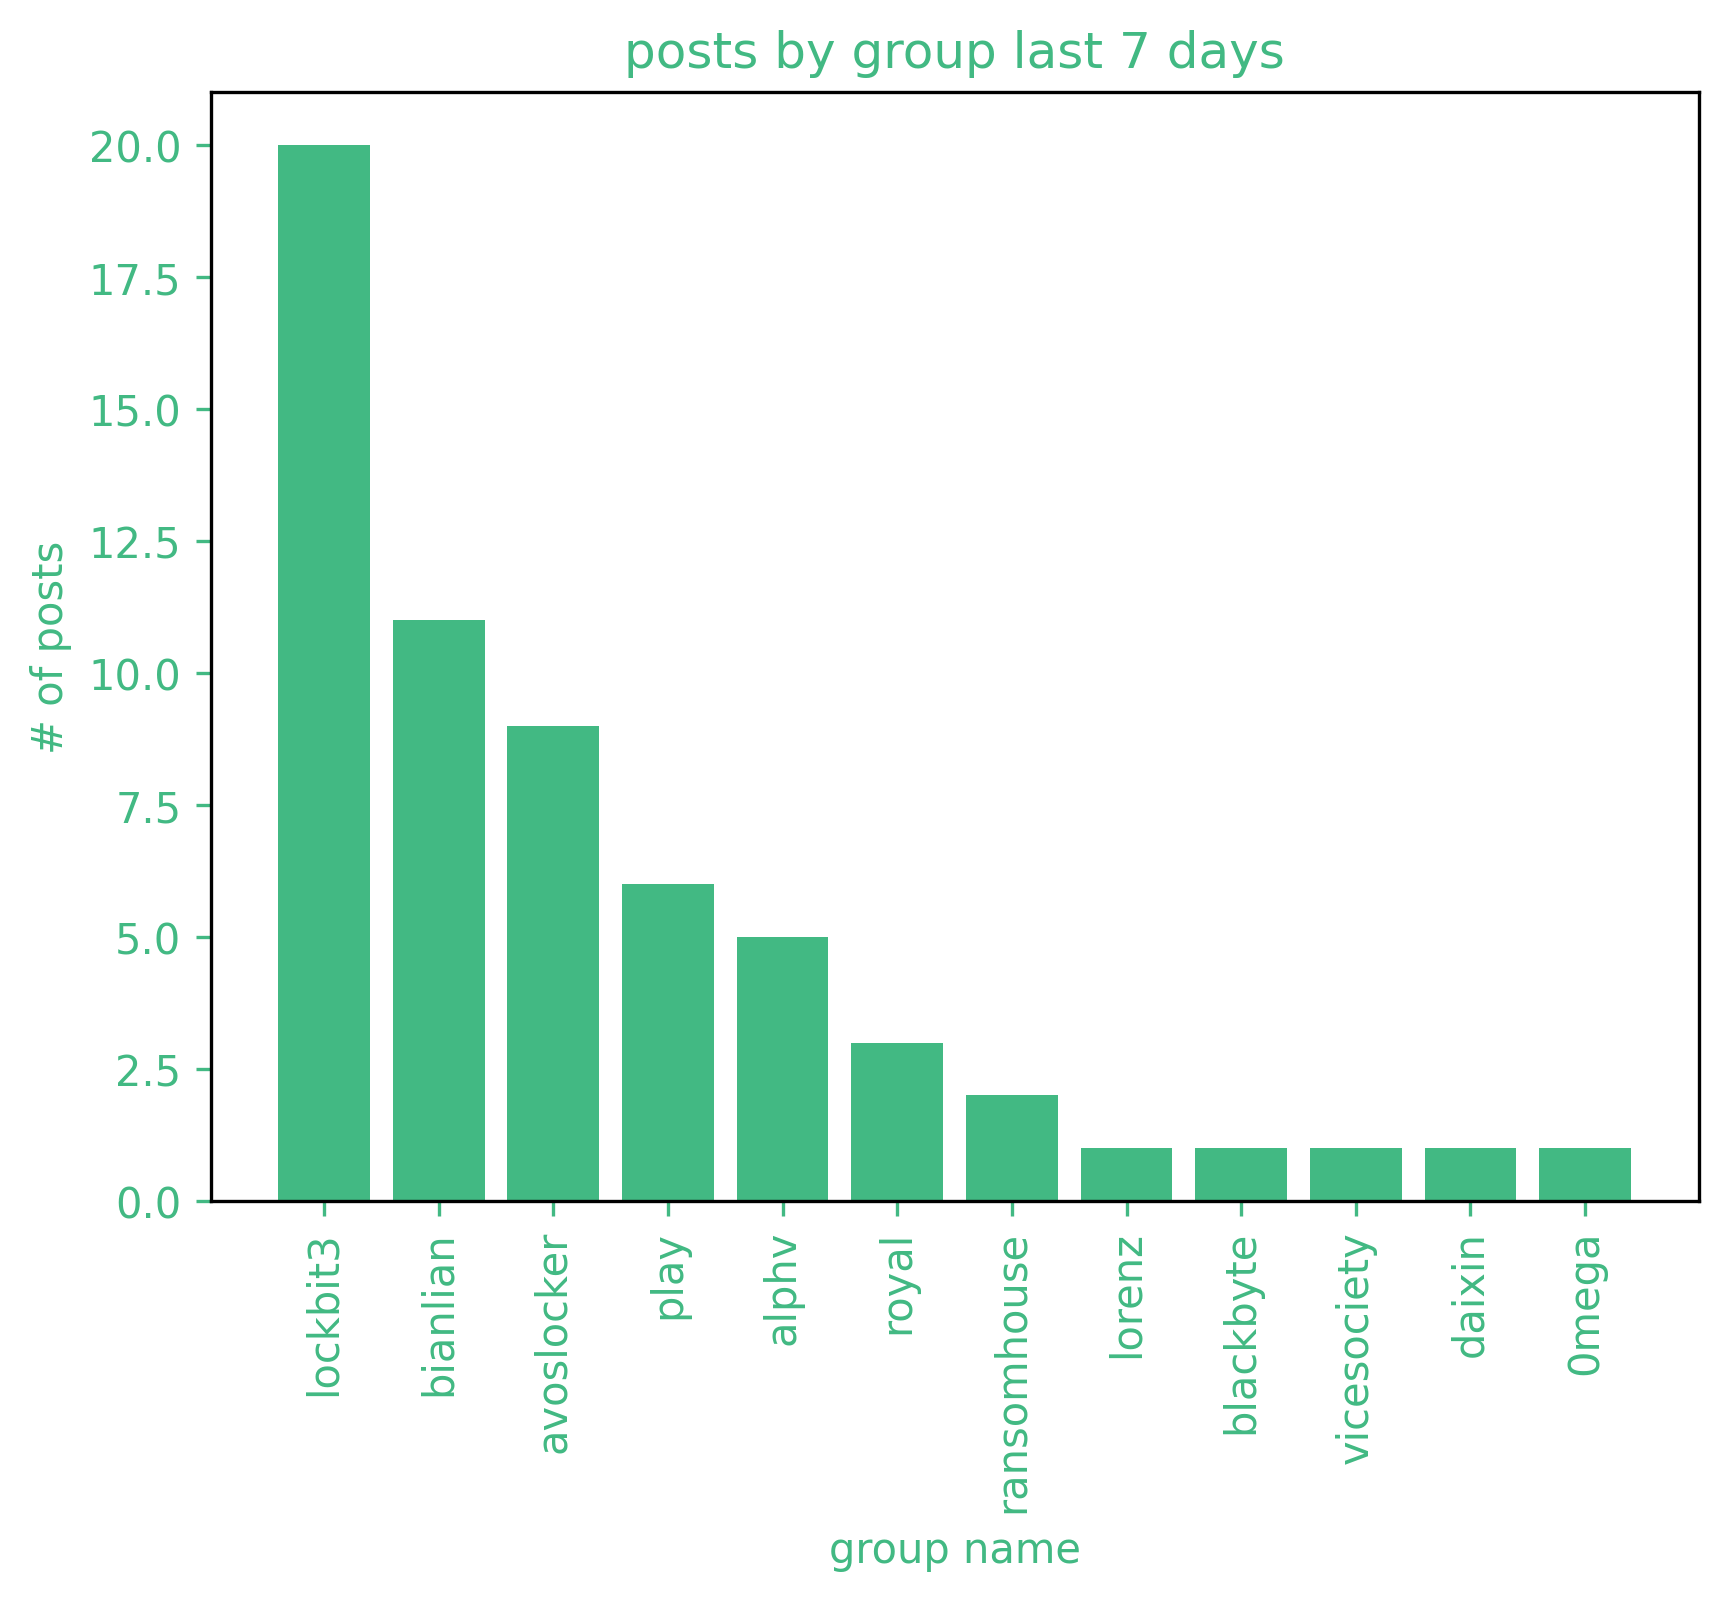 posts by group last 7 days
# of posts
20.0
17.5
15.0
12.5
10.0
7.5
5.0
2.5
0.0
lockbit3
bianlian
avoslocker
play
alphv
royal
ransomhouse
lorenz
blackbyte
vicesociety
daixin
0mega
group name